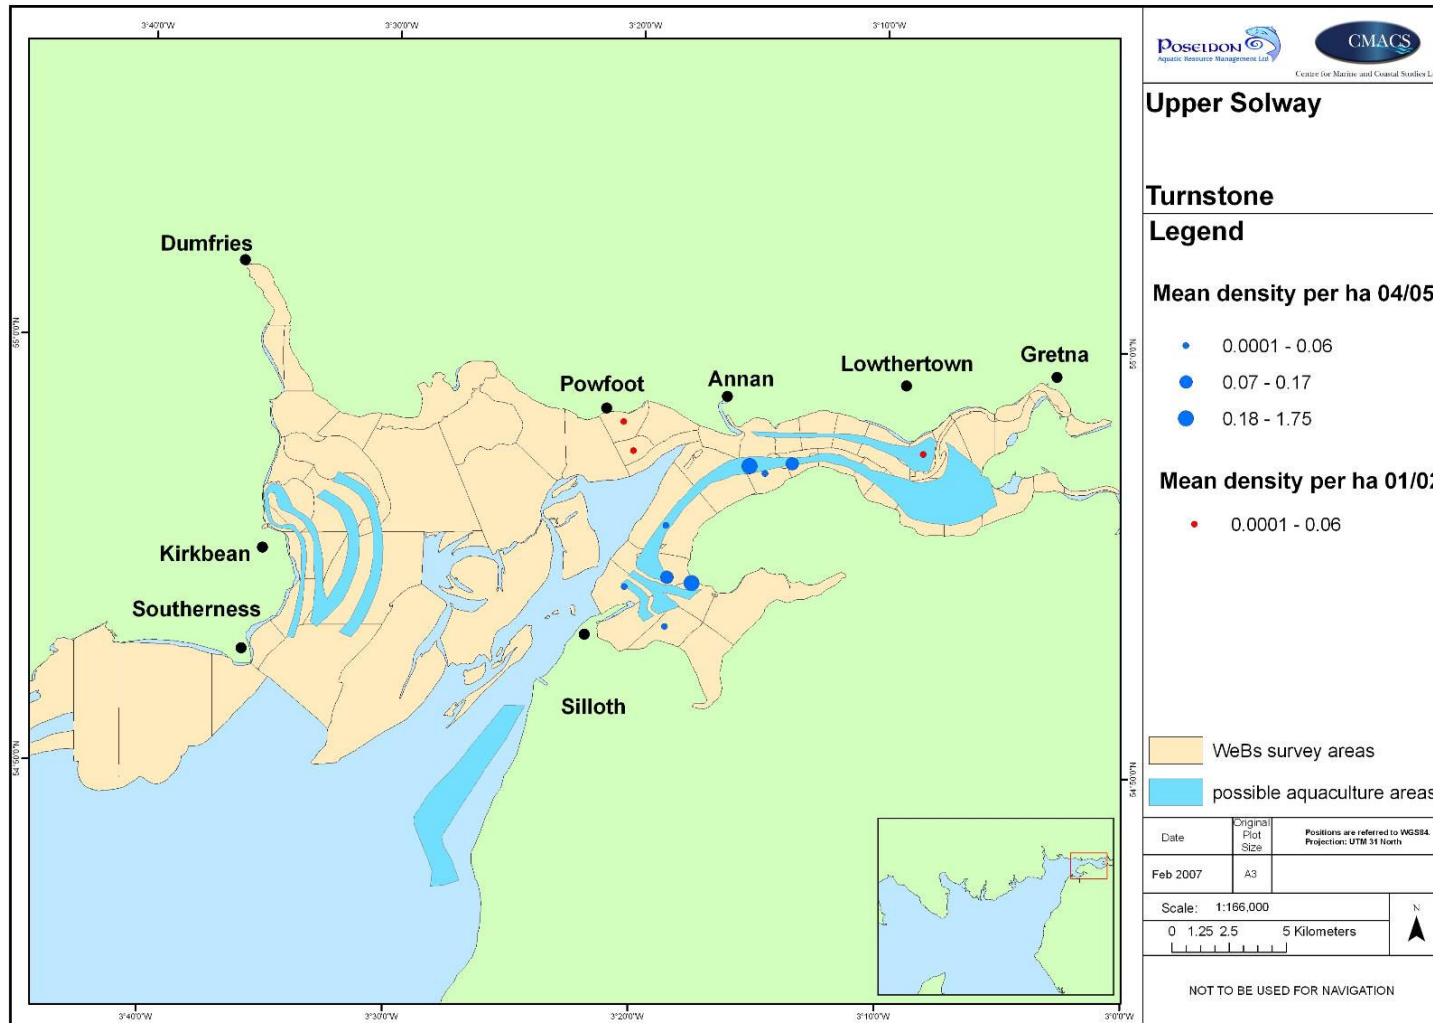 3°40'0"W
3°30'0"W
3°20'0"W
3°10'0"W
POSEIDON
Aquatic Resource Management Ltd
CMACS
Centre for Marine and Coastal Studies L
Upper Solway
Turnstone
Legend
Mean density per ha 04/05
0.0001 - 0.06
0.07 - 0.17
0.18 - 1.75
Mean density per ha 01/02
0.0001 - 0.06
WeBs survey areas
possible aquaculture areas
Date
Original
Plot
Size
Positions are referred to WGS84.
Projection: UTM 31 North
Feb 2007
A3
Scale: 1:166,000
N
0 1.25 2.5 5 Kilometers
NOT TO BE USED FOR NAVIGATION
Dumfries
55°0'0"N
55°0'0"N
Gretna
Lowthertown
Annan
Powfoot
Kirkbean
Southerness
Silloth
54°50'0"N
54°50'0"N
3°40'0"W
3°30'0"W
3°20'0"W
3°10'0"W
3°0'0"W